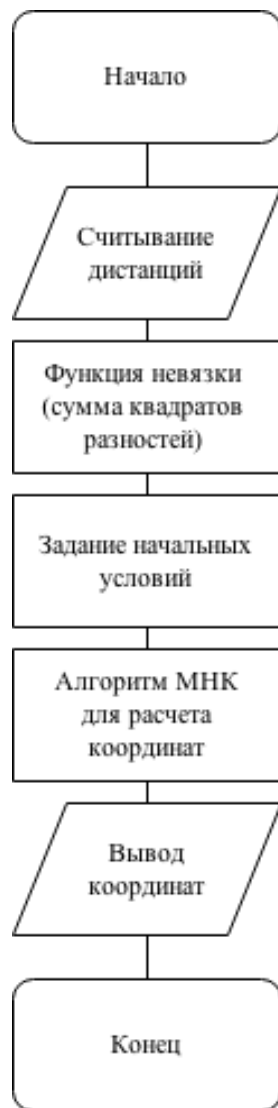 Начало
Считывание
дистанций
Функция невязки
(сумма квадратов
разностей)
Задание начальных
условий
Алгоритм МНК
для расчета
координат
Вывод
координат
Конец